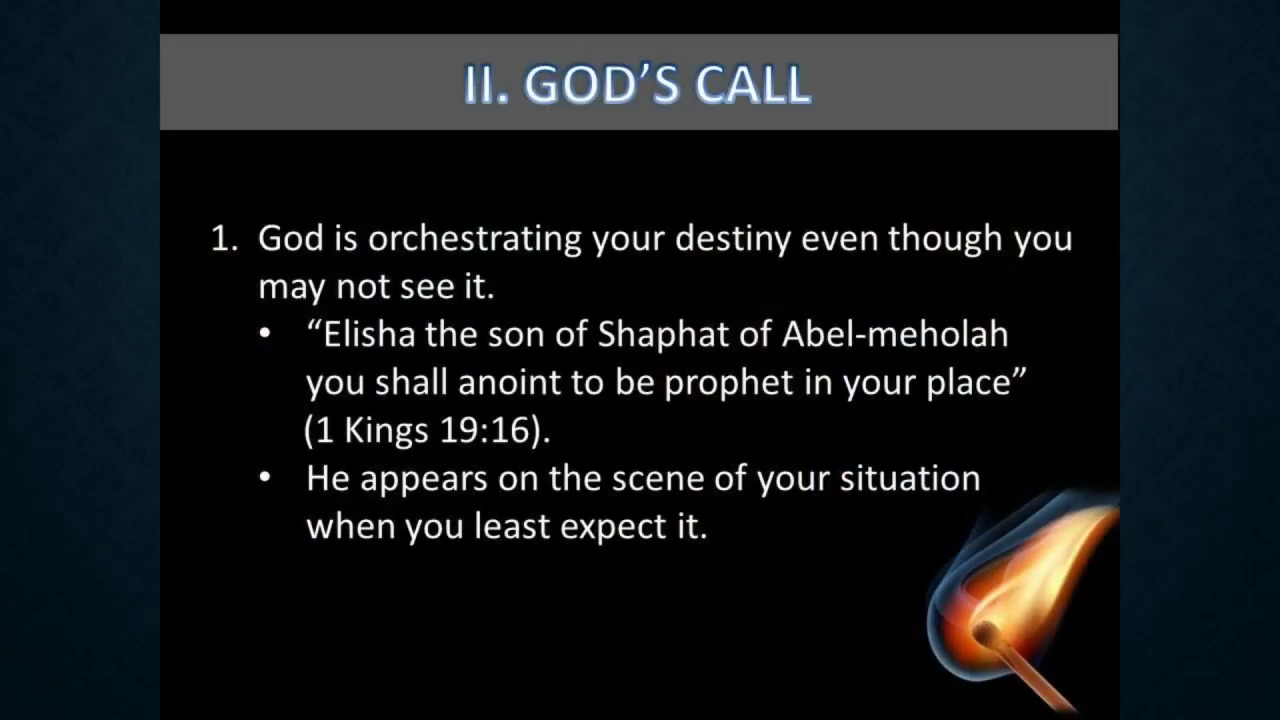 II. GOD’S CALL
1. God is orchestrating your destiny even though you
may not see it.
• “Elisha the son of Shaphat of Abel-meholah
you shall anoint to be prophet in your place”
(1 Kings 19:16).
• He appears on the scene of your situation
when you least expect it.